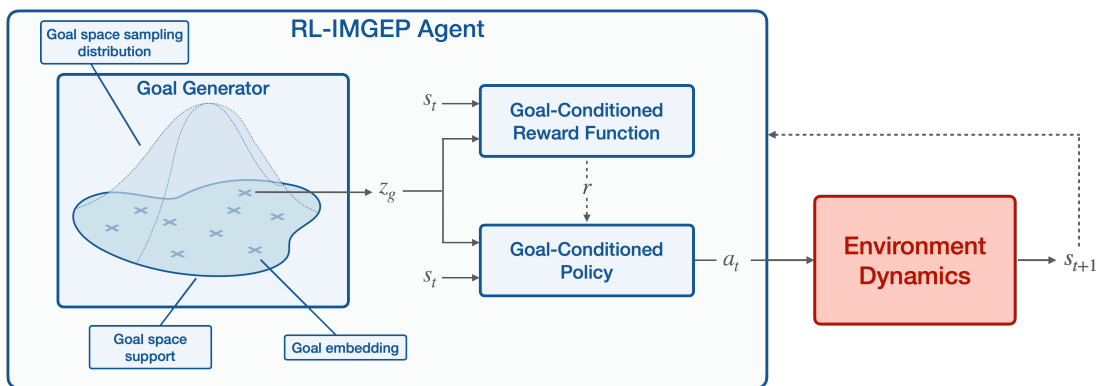 RL-IMGEP Agent
Goal space sampling
distribution
Goal Generator
Goal space
support
Goal embedding
z_g
s_t
Goal-Conditioned
Reward Function
r
Goal-Conditioned
Policy
s_t
a_t
Environment
Dynamics
s_{t+1}